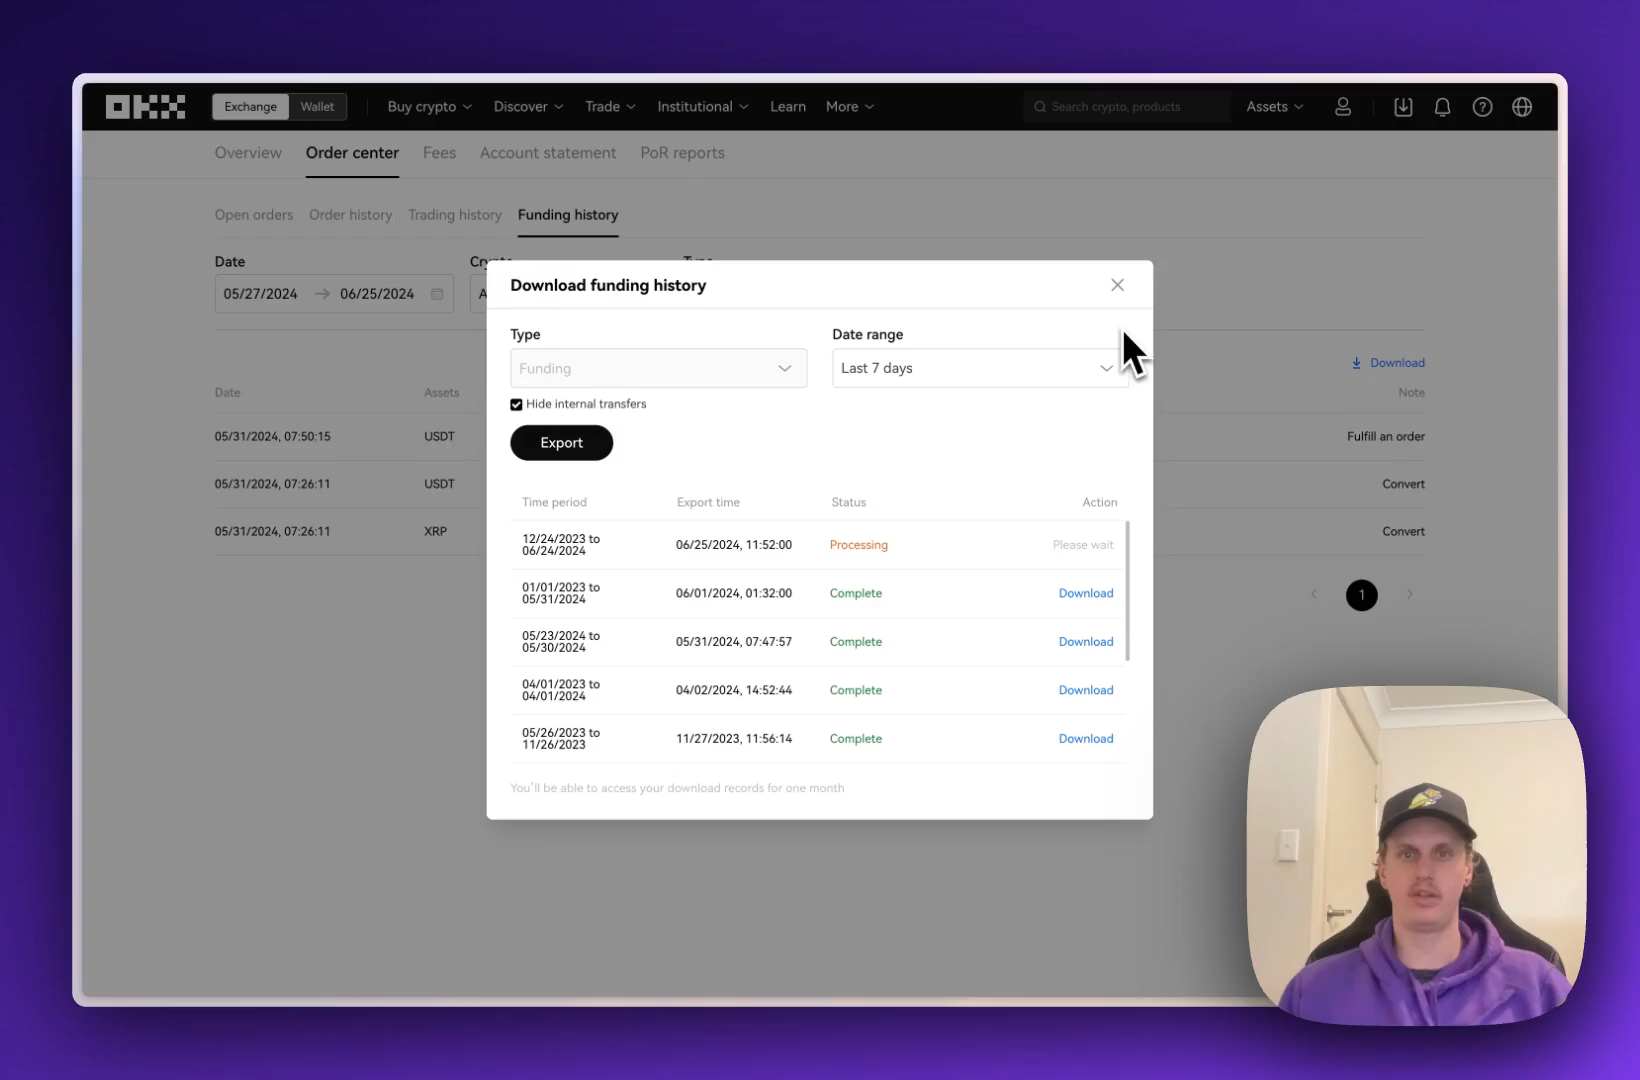 OKX
Exchange Wallet Buy crypto Discover Trade Institutional Learn More Search crypto, products Assets
Overview Order center Fees Account statement PoR reports
Open orders Order history Trading history Funding history
Date
05/27/2024 → 06/25/2024
Download
Date Assets Note
05/31/2024, 07:50:15 USDT Fulfill an order
05/31/2024, 07:26:11 USDT Convert
05/31/2024, 07:26:11 XRP Convert
1
Download funding history
Type Date range
Funding Last 7 days
Hide internal transfers
Export
Time period Export time Status Action
12/24/2023 to
06/24/2024 06/25/2024, 11:52:00 Processing Please wait
01/01/2023 to
05/31/2024 06/01/2024, 01:32:00 Complete Download
05/23/2024 to
05/30/2024 05/31/2024, 07:47:57 Complete Download
04/01/2023 to
04/01/2024 04/02/2024, 14:52:44 Complete Download
05/26/2023 to
11/26/2023 11/27/2023, 11:56:14 Complete Download
You'll be able to access your download records for one month